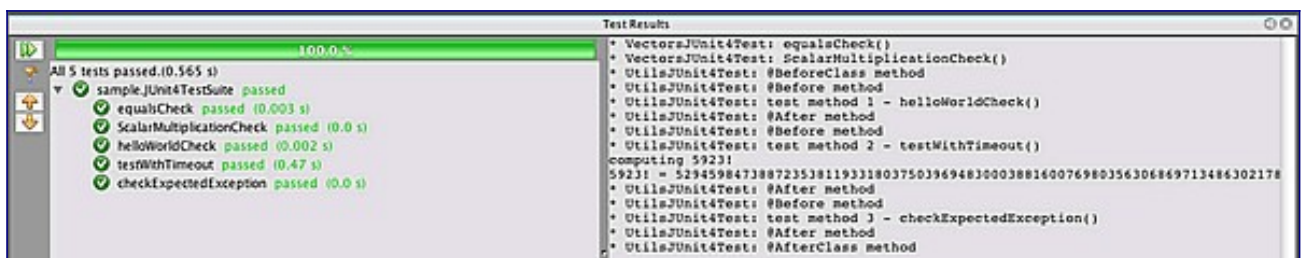 Test Results
100.0 %
All 5 tests passed.(0.565 s)
sample.JUnit4TestSuite passed
equalsCheck passed (0.003 s)
ScalarMultiplicationCheck passed (0.0 s)
helloWorldCheck passed (0.002 s)
testWithTimeout passed (0.47 s)
checkExpectedException passed (0.0 s)
* VectorsJUnit4Test: equalsCheck()
* VectorsJUnit4Test: ScalarMultiplicationCheck()
* UtilsJUnit4Test: @BeforeClass method
* UtilsJUnit4Test: @Before method
* UtilsJUnit4Test: test method 1 - helloWorldCheck()
* UtilsJUnit4Test: @After method
* UtilsJUnit4Test: @Before method
* UtilsJUnit4Test: test method 2 - testWithTimeout()
computing 5923!
5923! =
* UtilsJUnit4Test: @After method
* UtilsJUnit4Test: @Before method
* UtilsJUnit4Test: test method 3 - checkExpectedException()
* UtilsJUnit4Test: @After method
* UtilsJUnit4Test: @AfterClass method